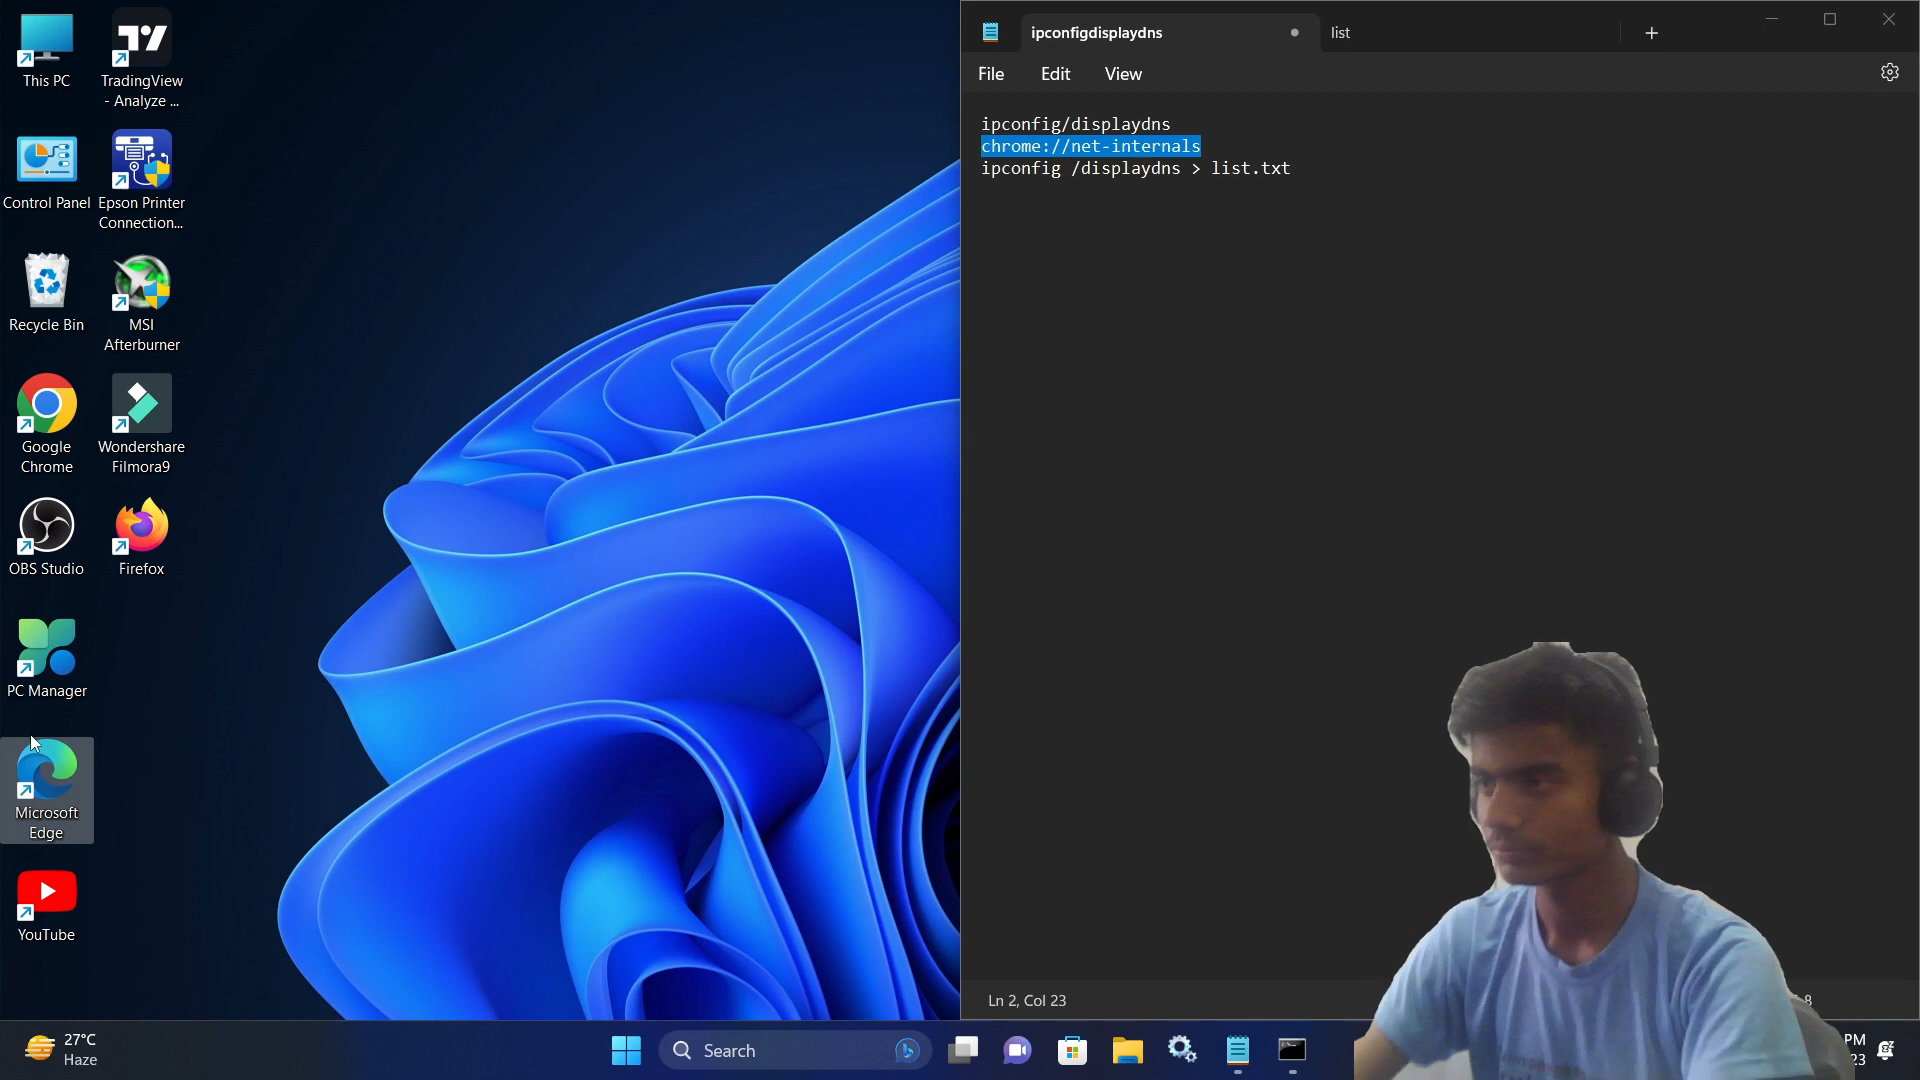 This PC
TradingView
- Analyze ...
Control Panel
Epson Printer
Connection...
Recycle Bin
MSI
Afterburner
Google
Chrome
Wondershare
Filmora9
OBS Studio
Firefox
PC Manager
Microsoft
Edge
YouTube
ipconfigdisplaydns
list
File
Edit
View
ipconfig/displaydns
chrome://net-internals
ipconfig /displaydns > list.txt
Ln 2, Col 23
8
27°C
Haze
Search
PM
23